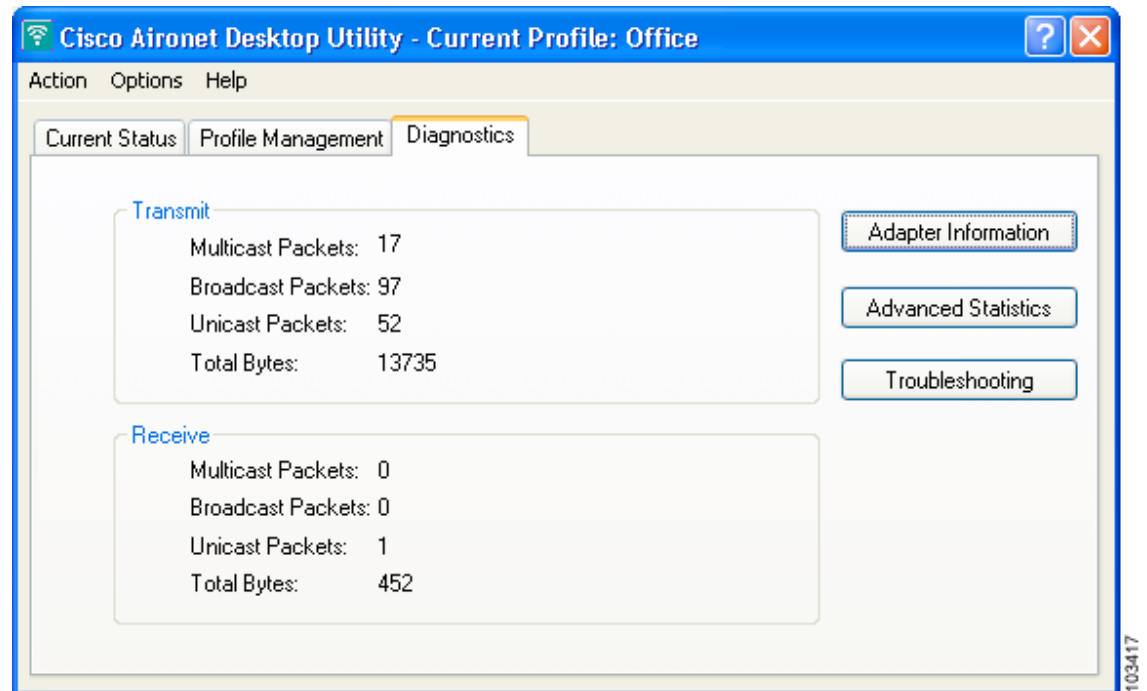 Cisco Aironet Desktop Utility - Current Profile: Office
?
Action Options Help
Current Status Profile Management Diagnostics
Transmit
Multicast Packets: 17
Broadcast Packets: 97
Unicast Packets: 52
Total Bytes: 13735
Adapter Information
Advanced Statistics
Troubleshooting
Receive
Multicast Packets: 0
Broadcast Packets: 0
Unicast Packets: 1
Total Bytes: 452
103417